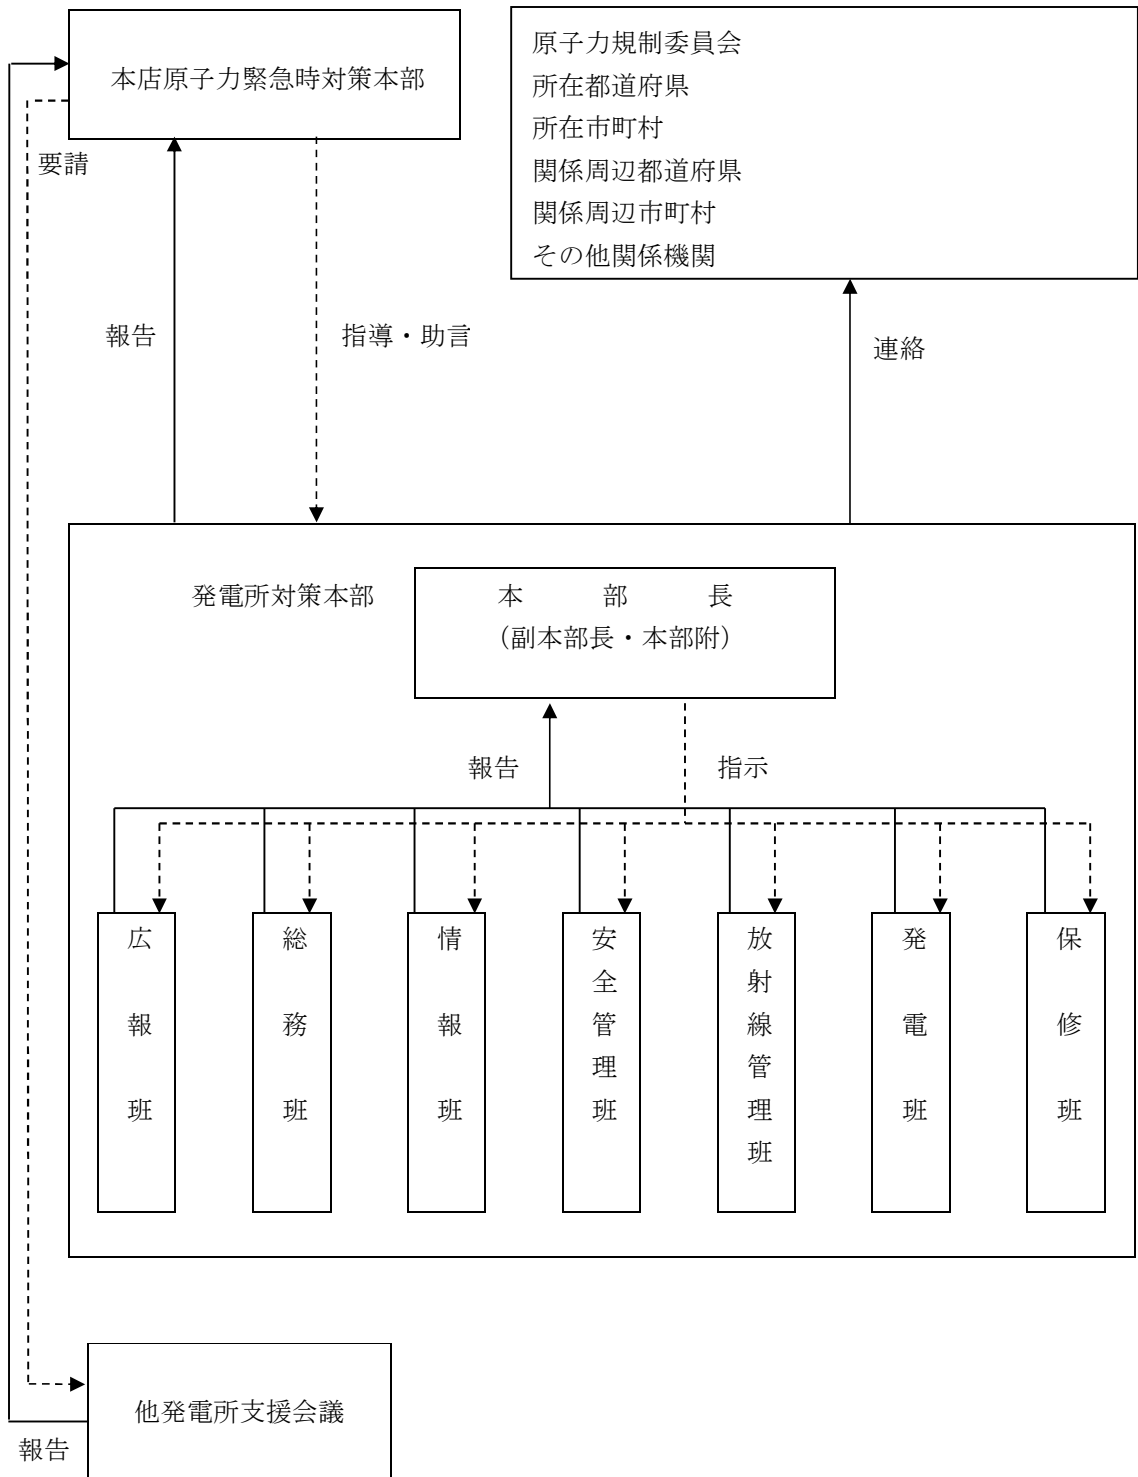 本店原子力緊急時対策本部
原子力規制委員会
所在都道府県
所在市町村
関係周辺都道府県
関係周辺市町村
その他関係機関
要請
報告
指導・助言
連絡
発電所対策本部
本部長
（副本部長・本部附）
報告
指示
広報班
総務班
情報班
安全管理班
放射線管理班
発電班
保修班
他発電所支援会議
報告